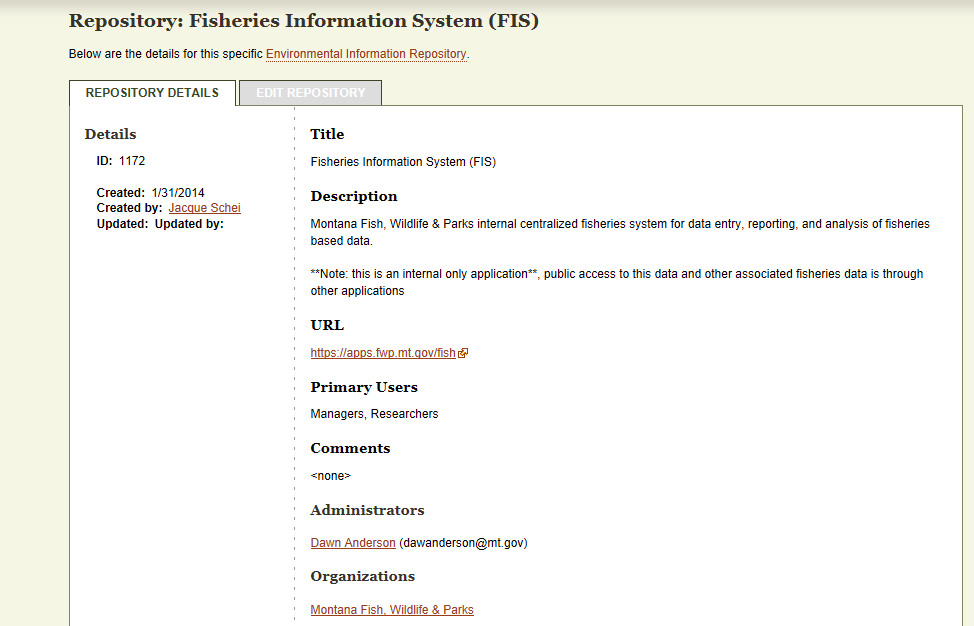 Repository: Fisheries Information System (FIS)
Below are the details for this specific Environmental Information Repository.
REPOSITORY DETAILS
EDIT REPOSITORY
Details
ID: 1172
Created: 1/31/2014
Created by: Jacque Schei
Updated: Updated by:
Title
Fisheries Information System (FIS)
Description
Montana Fish, Wildlife & Parks internal centralized fisheries system for data entry, reporting, and analysis of fisheries
based data.
**Note: this is an internal only application**, public access to this data and other associated fisheries data is through
other applications
URL
https://apps.fwp.mt.gov/fish
Primary Users
Managers, Researchers
Comments
<none>
Administrators
Dawn Anderson (dawanderson@mt.gov)
Organizations
Montana Fish, Wildlife & Parks